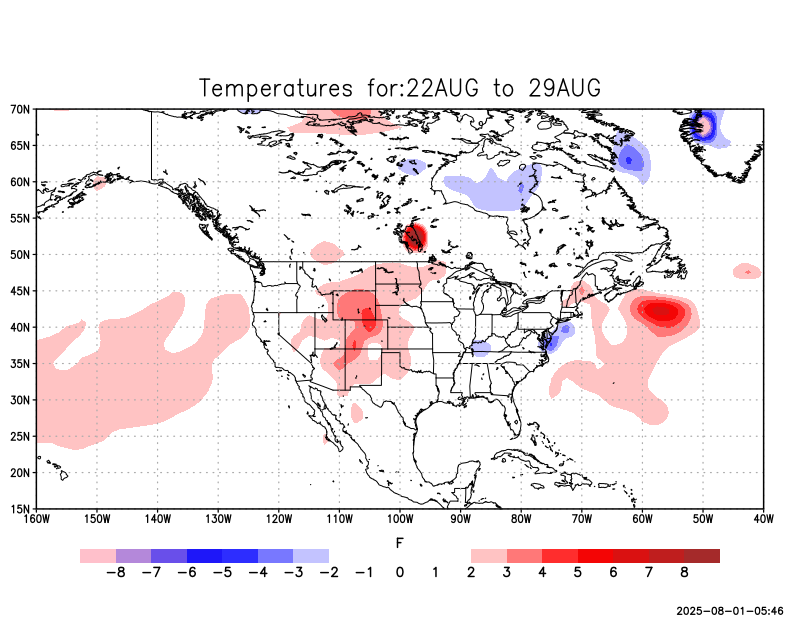 Temperatures for:22AUG to 29AUG
70N
65N
60N
55N
50N
45N
40N
35N
30N
25N
20N
15N
160W 150W 140W 130W 120W 110W 100W 90W 80W 70W 60W 50W 40W
F
−8 −7 −6 −5 −4 −3 −2 −1 0 1 2 3 4 5 6 7 8
2025-08-01-05:46